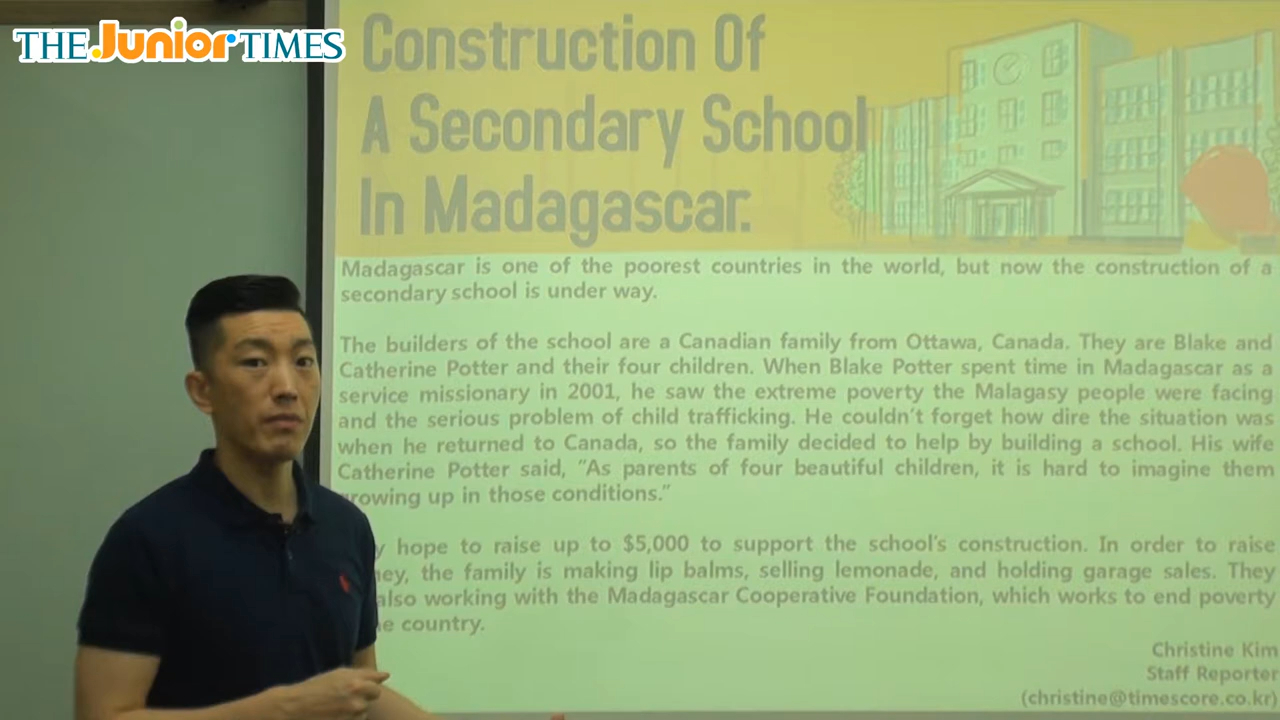 THE Junior TIMES
Construction Of
A Secondary School
In Madagascar.
Madagascar is one of the poorest countries in the world, but now the construction of a
secondary school is under way.
The builders of the school are a Canadian family from Ottawa, Canada. They are Blake and
Catherine Potter and their four children. When Blake Potter spent time in Madagascar as a
service missionary in 2001, he saw the extreme poverty the Malagasy people were facing
and the serious problem of child trafficking. He couldn't forget how dire the situation was
when he returned to Canada, so the family decided to help by building a school. His wife
Catherine Potter said, “As parents of four beautiful children, it is hard to imagine them
growing up in those conditions.”
y hope to raise up to $5,000 to support the school's construction. In order to raise
ney, the family is making lip balms, selling lemonade, and holding garage sales. They
also working with the Madagascar Cooperative Foundation, which works to end poverty
e country.
Christine Kim
Staff Reporter
(christine@timescore.co.kr)